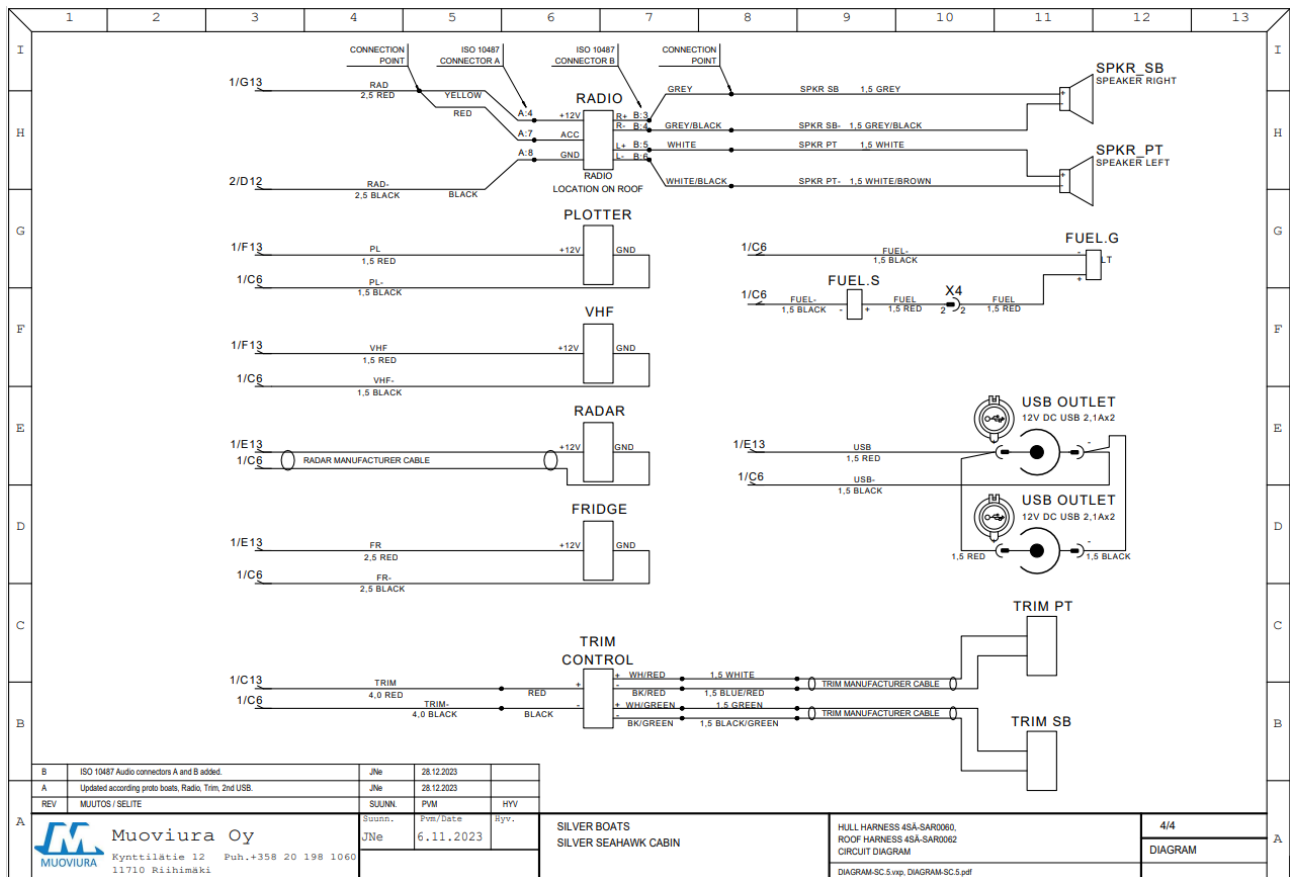 1 2 3 4 5 6 7 8 9 10 11 12 13
I I
CONNECTION POINT
ISO 10487 CONNECTOR A
ISO 10487 CONNECTOR B
CONNECTION POINT
1/G13
RAD
2,5 RED
YELLOW
RED
A:4
A:7
A:8
RADIO
+12V
ACC
GND
R+ B:3
R- B:4
L+ B:5
L- B:6
RADIO
LOCATION ON ROOF
GREY
SPKR SB 1,5 GREY
GREY/BLACK
SPKR SB- 1,5 GREY/BLACK
WHITE
SPKR PT 1,5 WHITE
WHITE/BLACK
SPKR PT- 1,5 WHITE/BROWN
+
-
SPKR_SB
SPEAKER RIGHT
+
-
SPKR_PT
SPEAKER LEFT
H H
2/D12
RAD-
2,5 BLACK
BLACK
G G
PLOTTER
1/F13
PL
1,5 RED
+12V
GND
1/C6
PL-
1,5 BLACK
1/C6
FUEL-
1,5 BLACK
FUEL.G
-
+
LT
1/C6
FUEL-
1,5 BLACK
FUEL.S
- +
FUEL
1,5 RED
X4
2 2
FUEL
1,5 RED
F F
VHF
1/F13
VHF
1,5 RED
+12V
GND
1/C6
VHF-
1,5 BLACK
E E
RADAR
1/E13
1/C6
RADAR MANUFACTURER CABLE
+12V
GND
USB OUTLET
12V DC USB 2,1Ax2
1/E13
USB
1,5 RED
-
1/C6
USB-
1,5 BLACK
D D
USB OUTLET
12V DC USB 2,1Ax2
-
1,5 RED
1,5 BLACK
FRIDGE
1/E13
FR
2,5 RED
+12V
GND
1/C6
FR-
2,5 BLACK
C C
TRIM CONTROL
1/C13
TRIM
4,0 RED
RED
+
1/C6
TRIM-
4,0 BLACK
BLACK
-
+ WH/RED 1,5 WHITE
- BK/RED 1,5 BLUE/RED
TRIM MANUFACTURER CABLE
+ WH/GREEN 1,5 GREEN
- BK/GREEN 1,5 BLACK/GREEN
TRIM MANUFACTURER CABLE
TRIM PT
TRIM SB
B B
B ISO 10487 Audio connectors A and B added. JNe 28.12.2023
A Updated according proto boats, Radio, Trim, 2nd USB. JNe 28.12.2023
REV MUUTOS / SELITE SUUNN. PVM HYV
A A
MUOVIURA
Muoviura Oy
Kynttilätie 12 Puh.+358 20 198 1060
11710 Riihimäki
Suunn. Pvm/Date Hyv.
JNe 6.11.2023
SILVER BOATS
SILVER SEAHAWK CABIN
HULL HARNESS 4SÄ-SAR0060,
ROOF HARNESS 4SÄ-SAR0062
CIRCUIT DIAGRAM
DIAGRAM-SC.5.vxp, DIAGRAM-SC.5.pdf
4/4
DIAGRAM